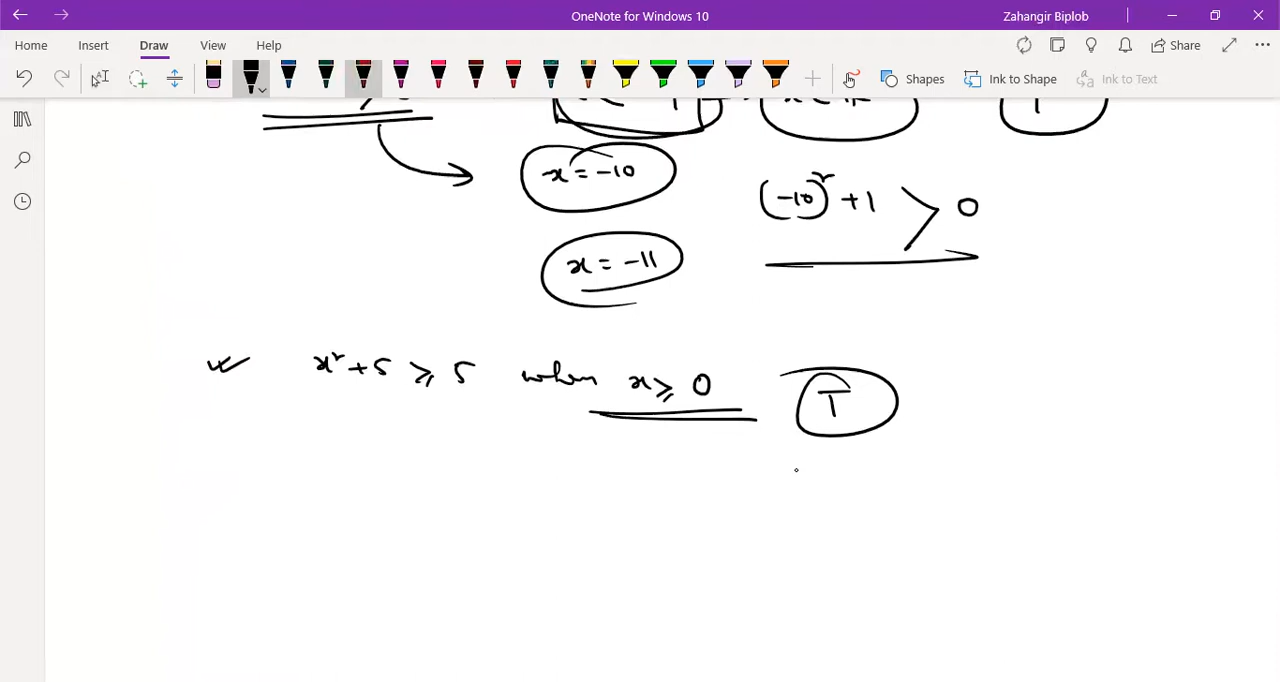 OneNote for Windows 10
Zahangir Biplob
Home Insert Draw View Help
Share
Shapes Ink to Shape Ink to Text
x = -10
(-10)² + 1 > 0
x = -11
x² + 5 ⩾ 5 when x ⩾ 0 T